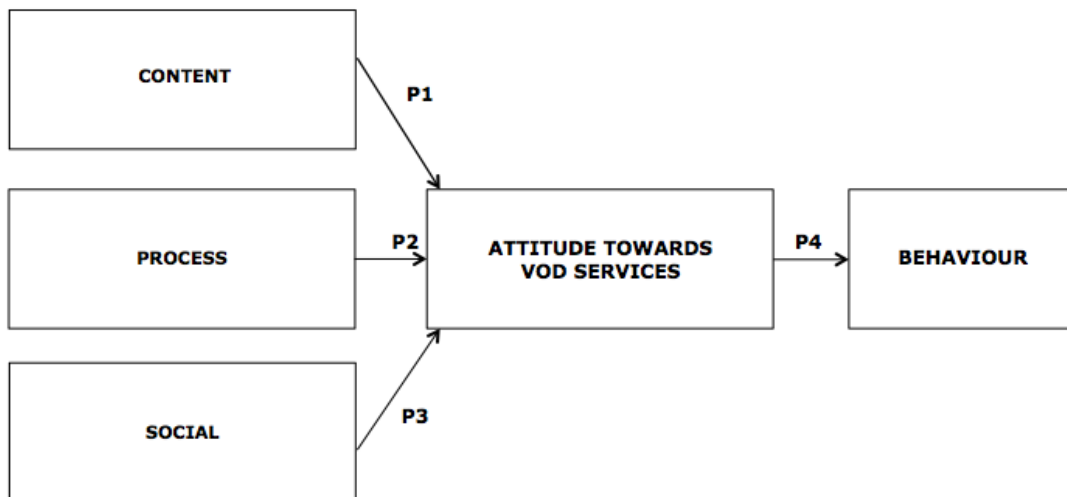 CONTENT
P1
PROCESS
P2
ATTITUDE TOWARDS
VOD SERVICES
P4
BEHAVIOUR
P3
SOCIAL